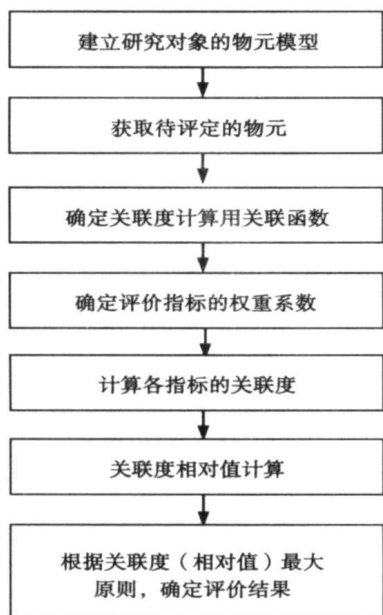 建立研究对象的物元模型
获取待评定的物元
确定关联度计算用关联函数
确定评价指标的权重系数
计算各指标的关联度
关联度相对值计算
根据关联度（相对值）最大
原则，确定评价结果